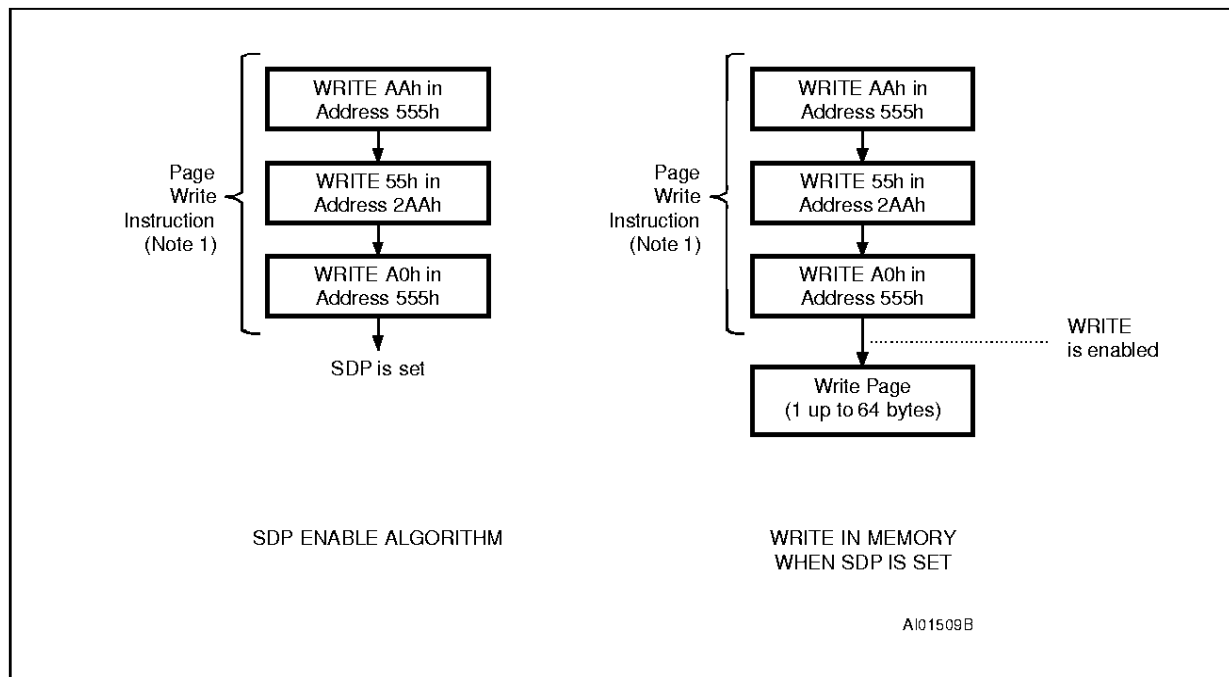 Page
Write
Instruction
(Note 1)
WRITE AAh in
Address 555h
WRITE 55h in
Address 2AAh
WRITE A0h in
Address 555h
SDP is set
SDP ENABLE ALGORITHM
Page
Write
Instruction
(Note 1)
WRITE AAh in
Address 555h
WRITE 55h in
Address 2AAh
WRITE A0h in
Address 555h
WRITE
is enabled
Write Page
(1 up to 64 bytes)
WRITE IN MEMORY
WHEN SDP IS SET
AI01509B